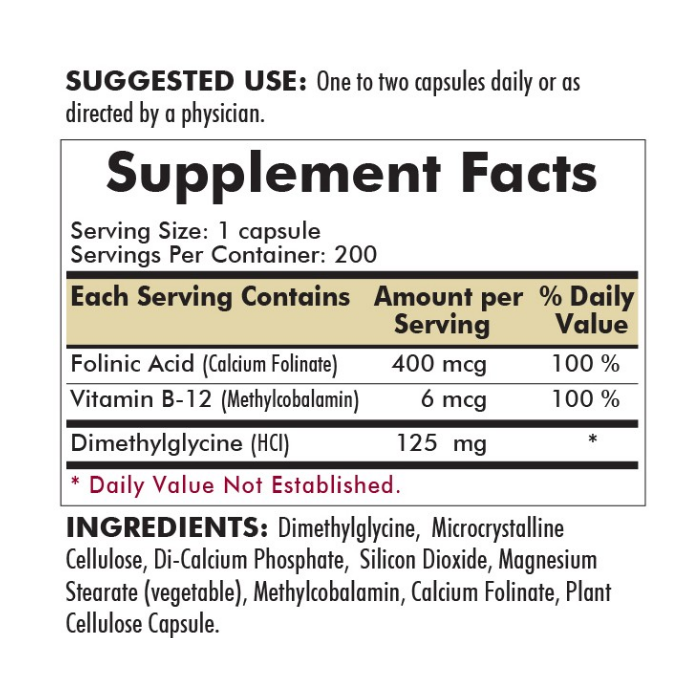 SUGGESTED USE: One to two capsules daily or as
directed by a physician.
Supplement Facts
Serving Size: 1 capsule
Servings Per Container: 200
Each Serving Contains Amount per % Daily
Serving Value
Folinic Acid (Calcium Folinate) 400 mcg 100 %
Vitamin B-12 (Methylcobalamin) 6 mcg 100 %
Dimethylglycine (HCl) 125 mg *
* Daily Value Not Established.
INGREDIENTS: Dimethylglycine, Microcrystalline
Cellulose, Di-Calcium Phosphate, Silicon Dioxide, Magnesium
Stearate (vegetable), Methylcobalamin, Calcium Folinate, Plant
Cellulose Capsule.